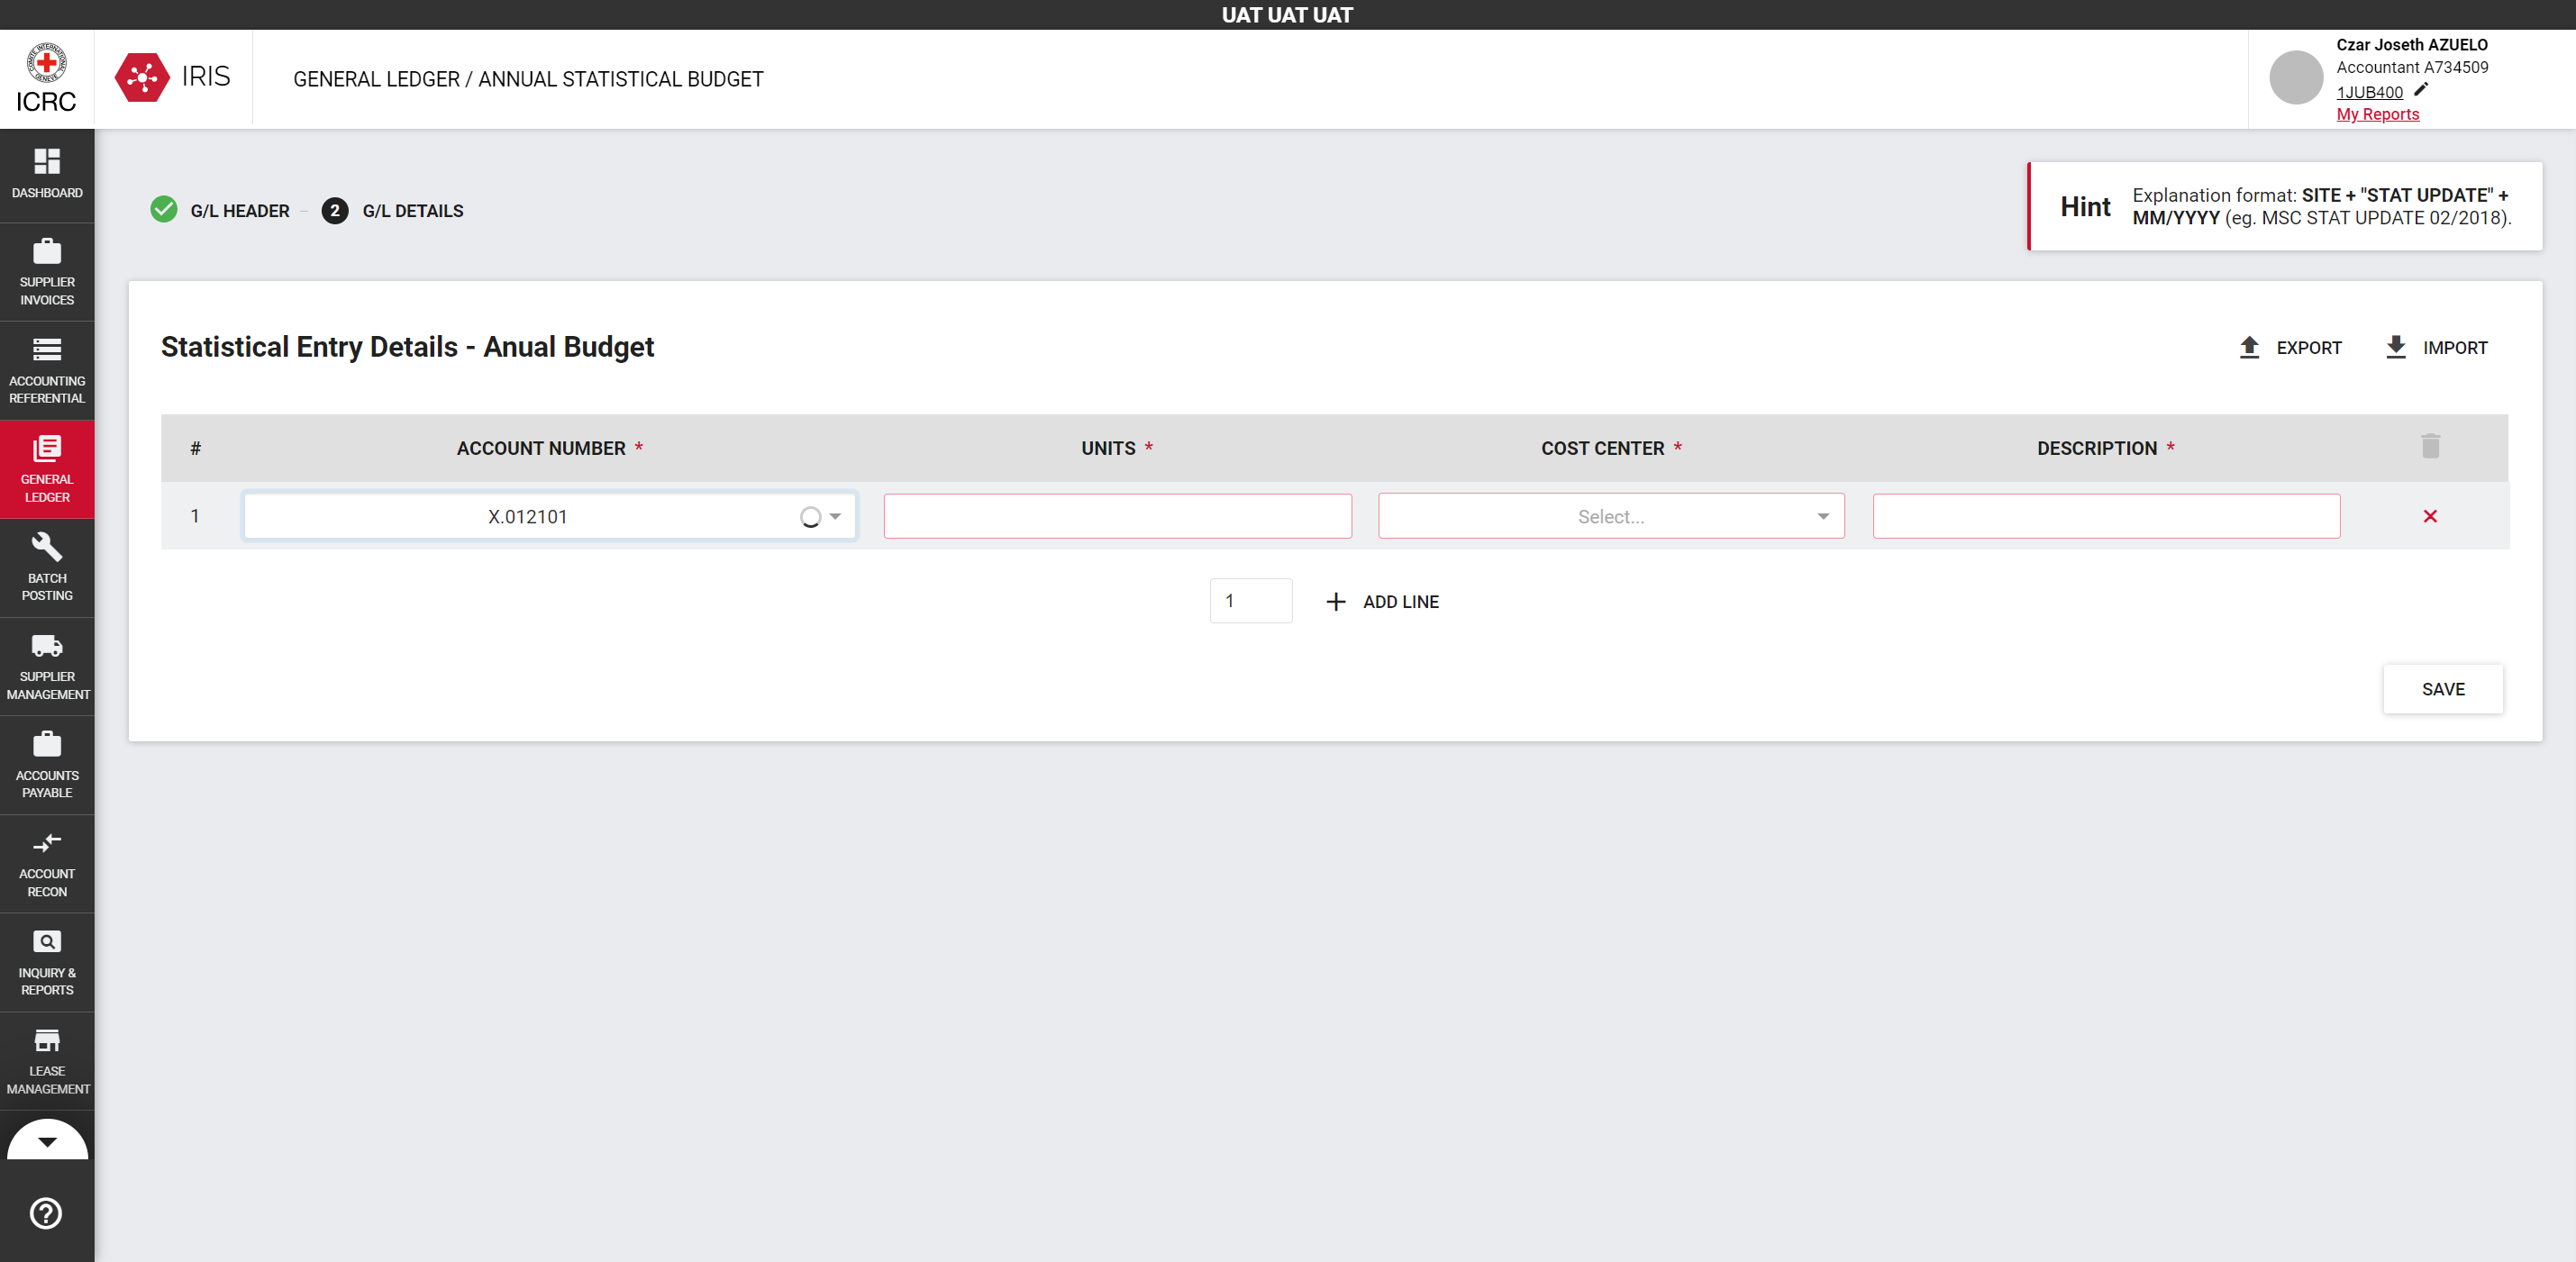 UAT UAT UAT
ICRC
IRIS
GENERAL LEDGER / ANNUAL STATISTICAL BUDGET
Czar Joseth AZUELO
Accountant A734509
1JUB400
My Reports
DASHBOARD
SUPPLIER
INVOICES
ACCOUNTING
REFERENTIAL
GENERAL
LEDGER
BATCH
POSTING
SUPPLIER
MANAGEMENT
ACCOUNTS
PAYABLE
ACCOUNT
RECON
INQUIRY &
REPORTS
LEASE
MANAGEMENT
G/L HEADER
2 G/L DETAILS
Hint
Explanation format: SITE + "STAT UPDATE" +
MM/YYYY (eg. MSC STAT UPDATE 02/2018).
Statistical Entry Details - Anual Budget
EXPORT
IMPORT
# ACCOUNT NUMBER * UNITS * COST CENTER * DESCRIPTION *
1 X.012101 Select...
1 ADD LINE
SAVE